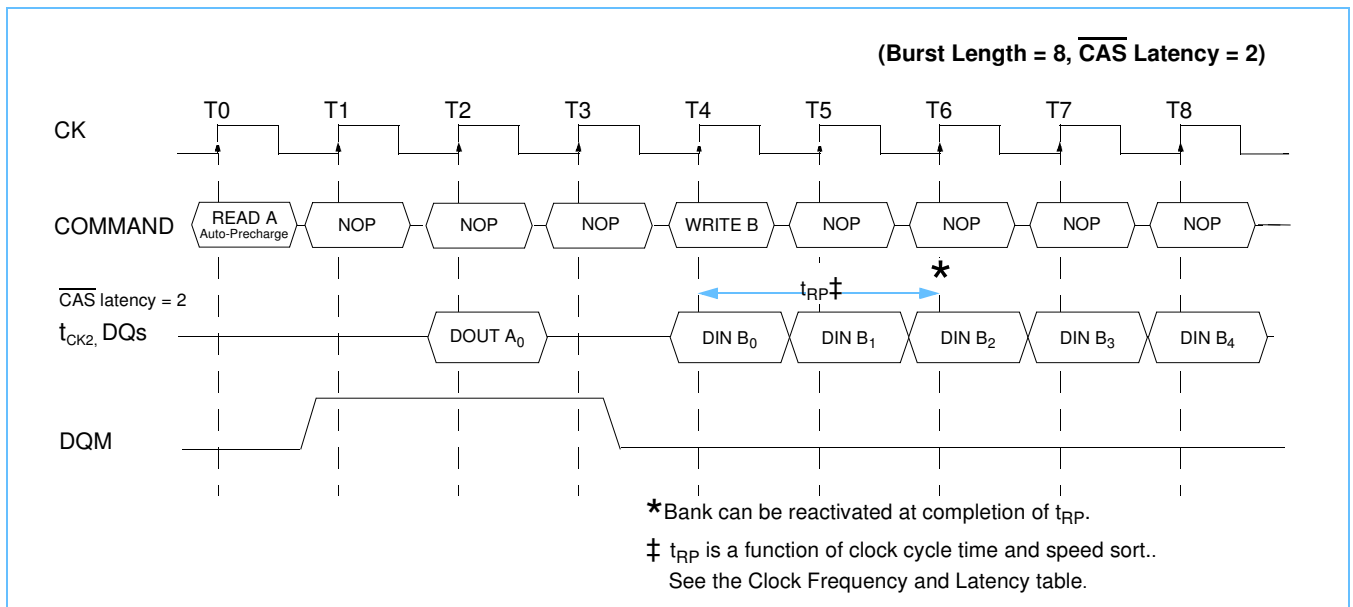 (Burst Length = 8, CAS Latency = 2)
T0 T1 T2 T3 T4 T5 T6 T7 T8
CK
COMMAND
READ A
Auto-Precharge
NOP NOP NOP WRITE B NOP NOP NOP NOP
*
tRP‡
CAS latency = 2
tCK2, DQs
DOUT A0 DIN B0 DIN B1 DIN B2 DIN B3 DIN B4
DQM
*Bank can be reactivated at completion of tRP.
‡ tRP is a function of clock cycle time and speed sort..
See the Clock Frequency and Latency table.